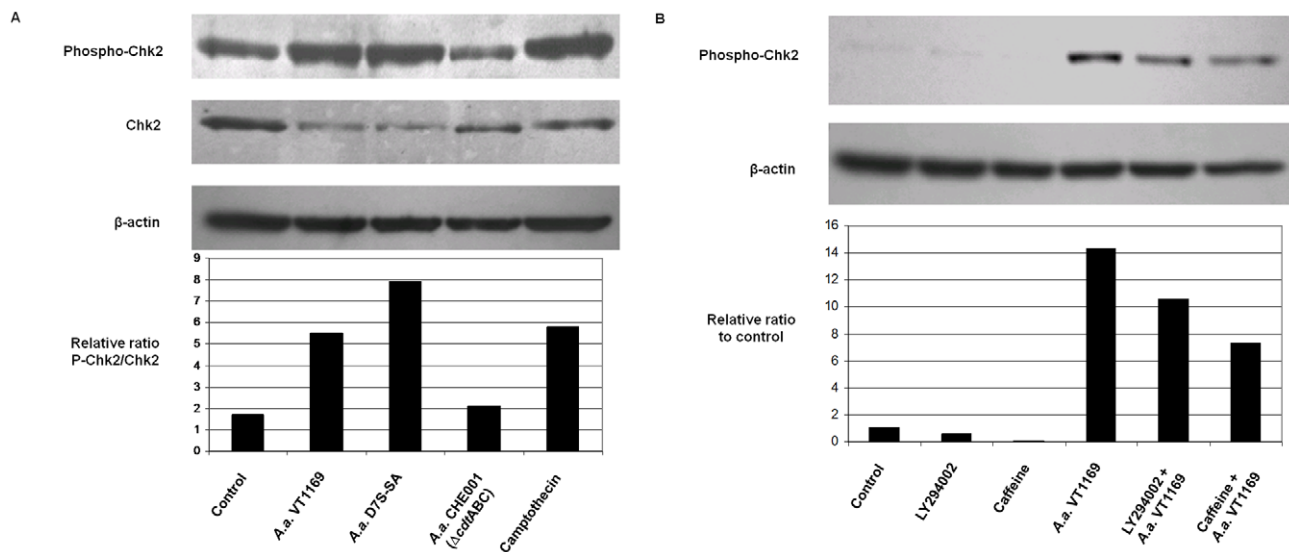 A
Phospho-Chk2
Chk2
β-actin
9
8
7
6
5
4
3
2
1
0
Relative ratio
P-Chk2/Chk2
Control
A.a. VT1169
A.a. D7S-SA
A.a. CHE001
(ΔcdtABC)
Camptothecin
B
Phospho-Chk2
β-actin
16
14
12
10
8
6
4
2
0
Relative ratio
to control
Control
LY294002
Caffeine
A.a. VT1169
LY294002 +
A.a. VT1169
Caffeine +
A.a. VT1169